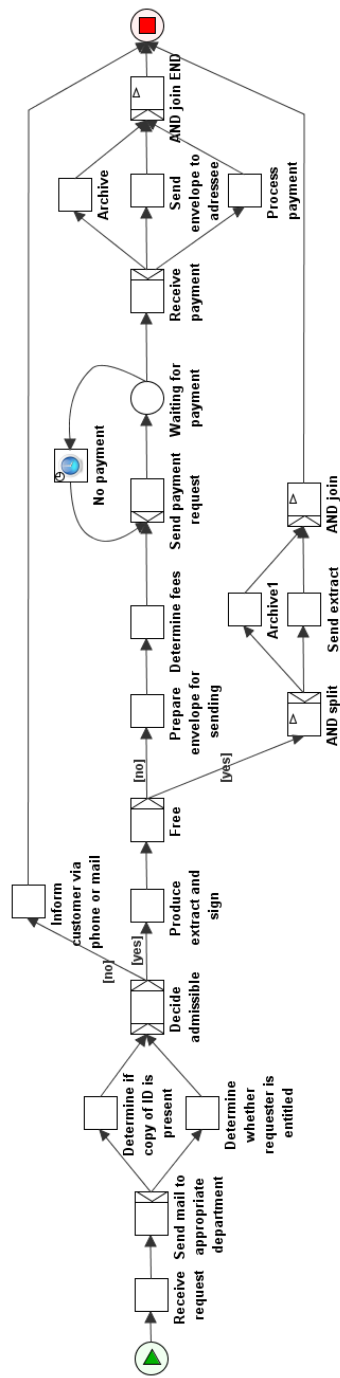 Receive
request
Send mail to
appropriate
department
Determine if
copy of ID is
present
Determine
whether
requester is
entitled
Decide
admissible
[no]
[yes]
Inform
customer via
phone or mail
Produce
extract and
sign
Free
[no]
[yes]
Prepare
envelope for
sending
Determine fees
Send payment
request
No payment
Waiting for
payment
Receive
payment
Archive
Send
envelope to
adressee
Process
payment
AND join END
AND split
Archive1
Send extract
AND join